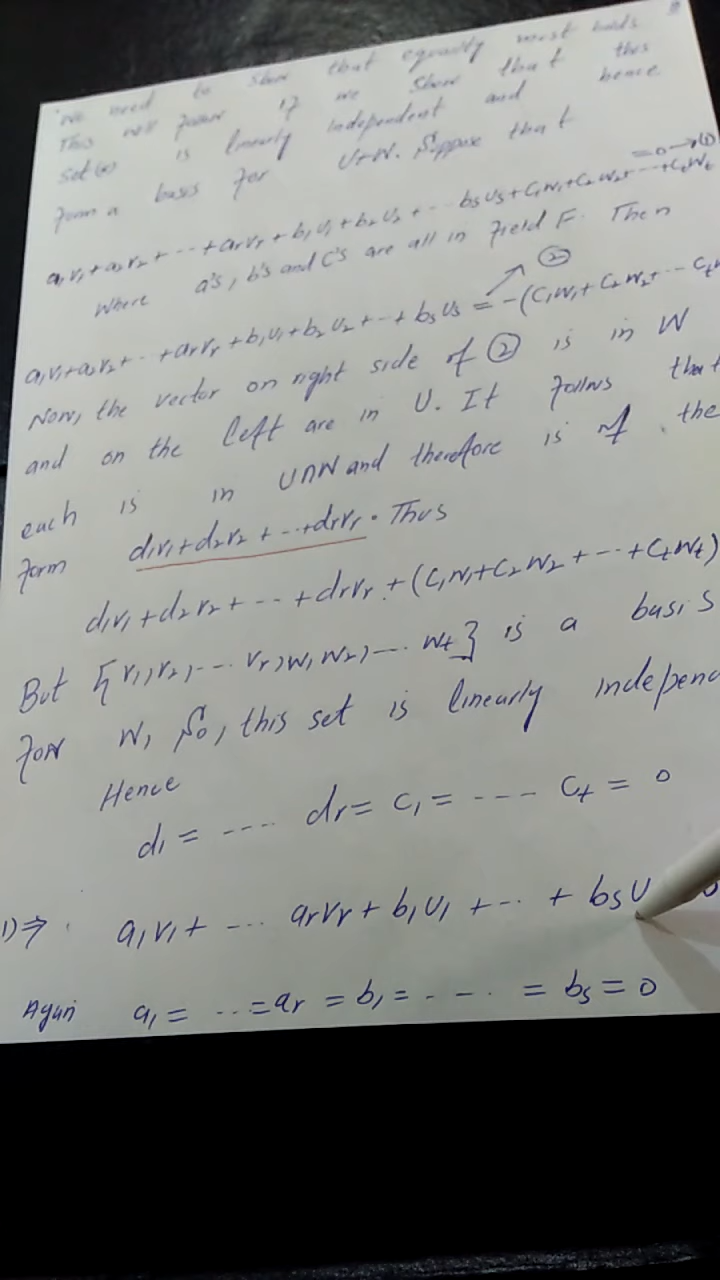 We need to show that equality must holds
This will follow if we show that this
set is linearly independent and hence
form a basis for U+W. Suppose that
= 0 → (1)
a₁v₁+a₂v₂+ ... +aᵣvᵣ+b₁u₁+b₂u₂+... bₛuₛ+c₁w₁+c₂w₂+...+cₜwₜ
Where a's, b's and c's are all in field F. Then
②
a₁v₁+a₂v₂+...+aᵣvᵣ+b₁u₁+b₂u₂+...+bₛuₛ = -(c₁w₁+c₂w₂+...cₜ
Now, the vector on right side of ② is in W
and on the left are in U. It follows that
each is in U∩W and therefore is of the
form d₁v₁+d₂v₂+...+dᵣvᵣ. Thus
d₁v₁+d₂v₂+...+dᵣvᵣ+(c₁w₁+c₂w₂+...+cₜwₜ)
But {v₁,v₂,... vᵣ,w₁,w₂,... wₜ} is a basis
for W, So, this set is linearly independ
Hence
d₁ = ---- dᵣ = c₁ = ---- cₜ = 0
1)⇒ a₁v₁+ --- aᵣvᵣ+b₁u₁+...+bₛu 0
Again a₁ = ...=aᵣ = b₁= - - - . = bₛ = 0